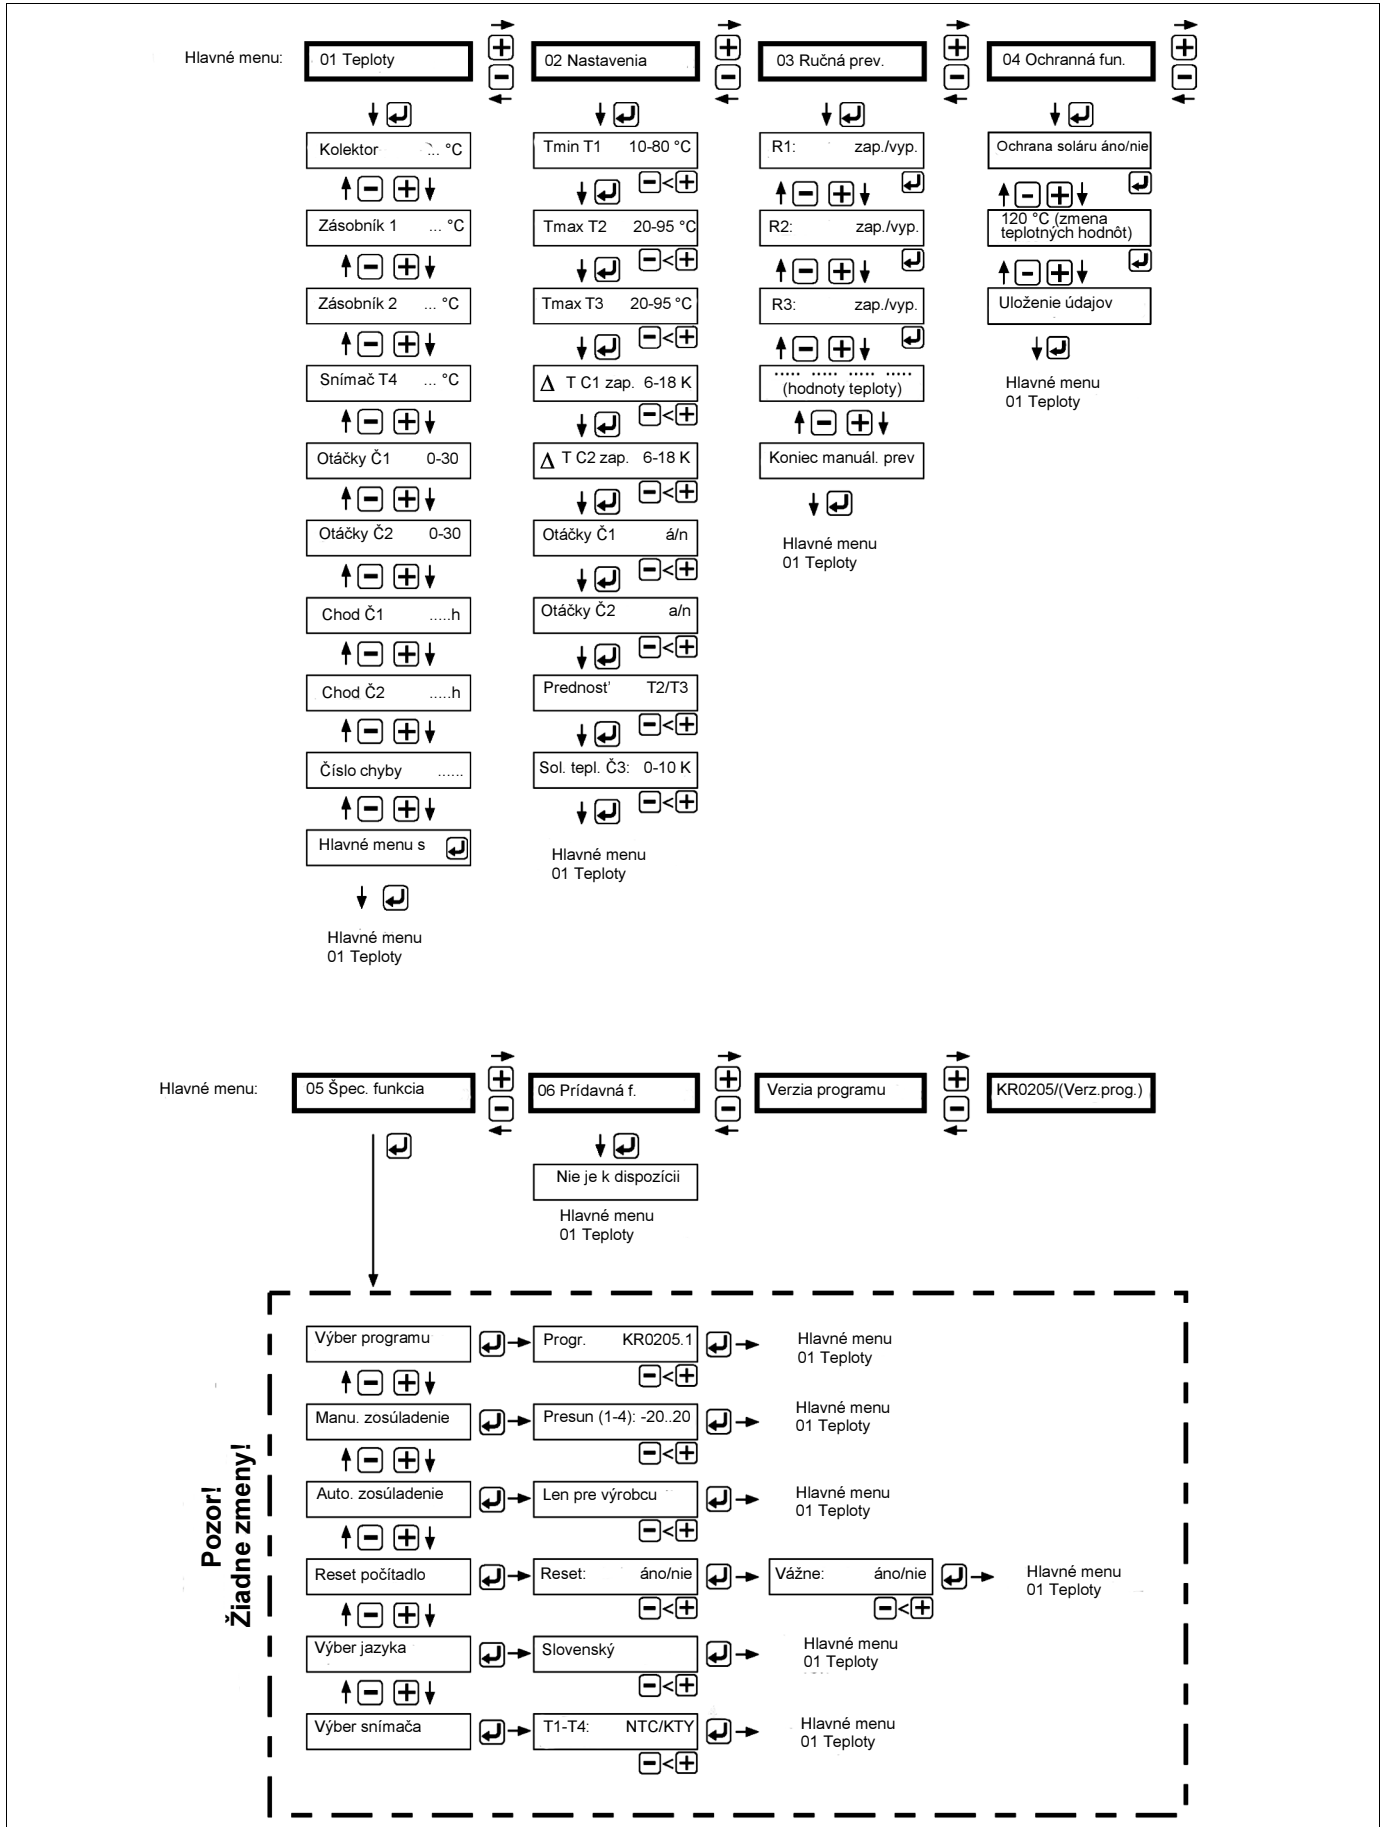 Hlavné menu:
01 Teploty
02 Nastavenia
03 Ručná prev.
04 Ochranná fun.
Kolektor ... °C
Zásobník 1 ... °C
Zásobník 2 ... °C
Snímač T4 ... °C
Otáčky Č1 0-30
Otáčky Č2 0-30
Chod Č1 .....h
Chod Č2 .....h
Číslo chyby ......
Hlavné menu s
Hlavné menu
01 Teploty
Tmin T1 10-80 °C
Tmax T2 20-95 °C
Tmax T3 20-95 °C
Δ T C1 zap. 6-18 K
Δ T C2 zap. 6-18 K
Otáčky Č1 á/n
Otáčky Č2 a/n
Prednosť T2/T3
Sol. tepl. Č3: 0-10 K
Hlavné menu
01 Teploty
R1: zap./vyp.
R2: zap./vyp.
R3: zap./vyp.
..... ..... ..... .....
(hodnoty teploty)
Koniec manuál. prev
Hlavné menu
01 Teploty
Ochrana soláru áno/nie
120 °C (zmena
teplotných hodnôt)
Uloženie údajov
Hlavné menu
01 Teploty
Hlavné menu:
05 Špec. funkcia
06 Prídavná f.
Verzia programu
KR0205/(Verz.prog.)
Nie je k dispozícii
Hlavné menu
01 Teploty
Pozor!
Žiadne zmeny!
Výber programu
Progr. KR0205.1
Hlavné menu
01 Teploty
Manu. zosúladenie
Presun (1-4): -20..20
Hlavné menu
01 Teploty
Auto. zosúladenie
Len pre výrobcu
Hlavné menu
01 Teploty
Reset počítadlo
Reset: áno/nie
Vážne: áno/nie
Hlavné menu
01 Teploty
Výber jazyka
Slovenský
Hlavné menu
01 Teploty
Výber snímača
T1-T4: NTC/KTY
Hlavné menu
01 Teploty